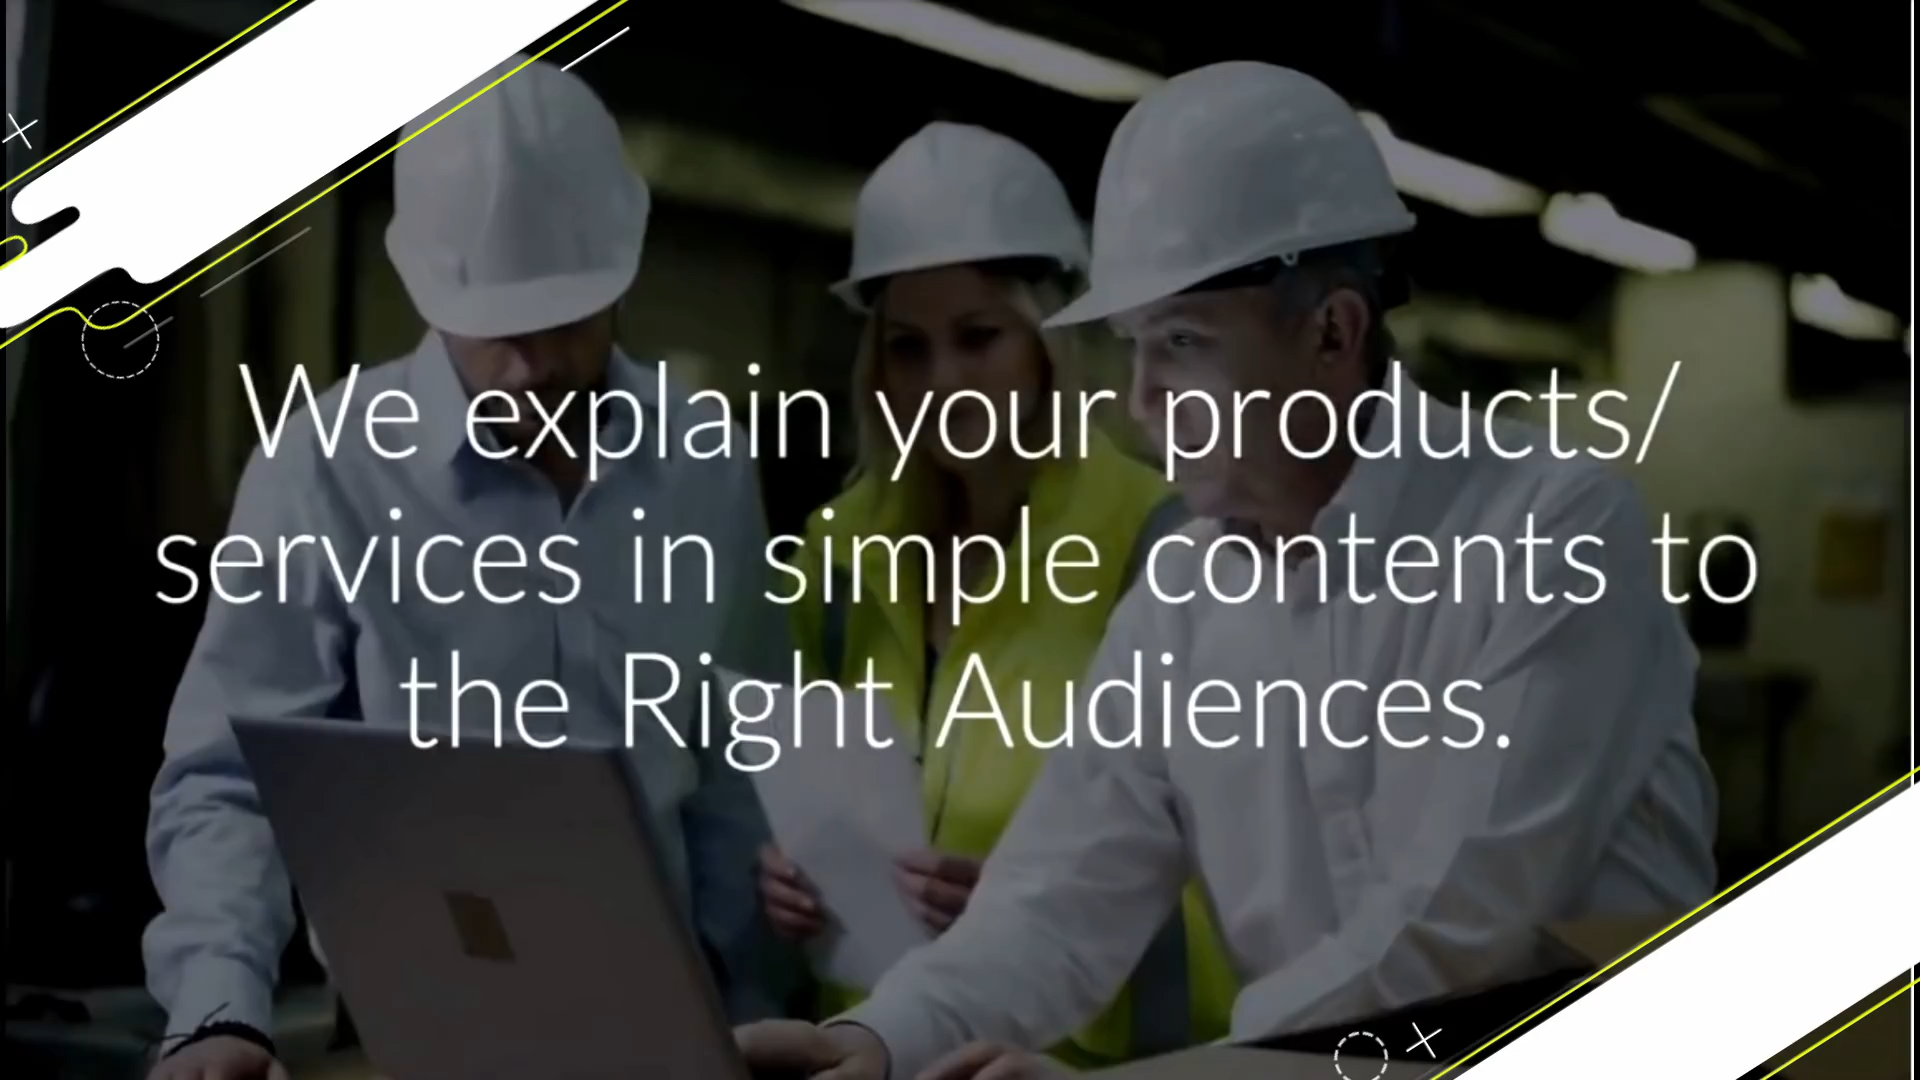 We explain your products/
services in simple contents to
the Right Audiences.